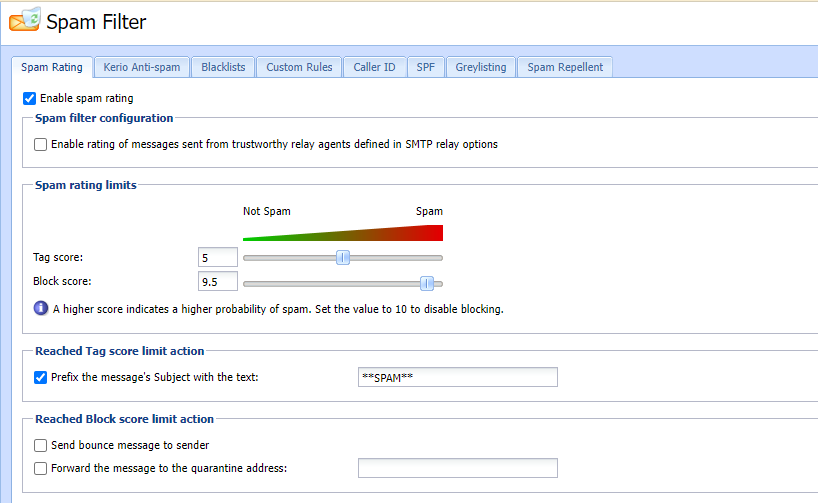 Spam Filter
Spam Rating Kerio Anti-spam Blacklists Custom Rules Caller ID SPF Greylisting Spam Repellent
Enable spam rating
Spam filter configuration
Enable rating of messages sent from trustworthy relay agents defined in SMTP relay options
Spam rating limits
Not Spam Spam
Tag score: 5
Block score: 9.5
A higher score indicates a higher probability of spam. Set the value to 10 to disable blocking.
Reached Tag score limit action
Prefix the message's Subject with the text: **SPAM**
Reached Block score limit action
Send bounce message to sender
Forward the message to the quarantine address: